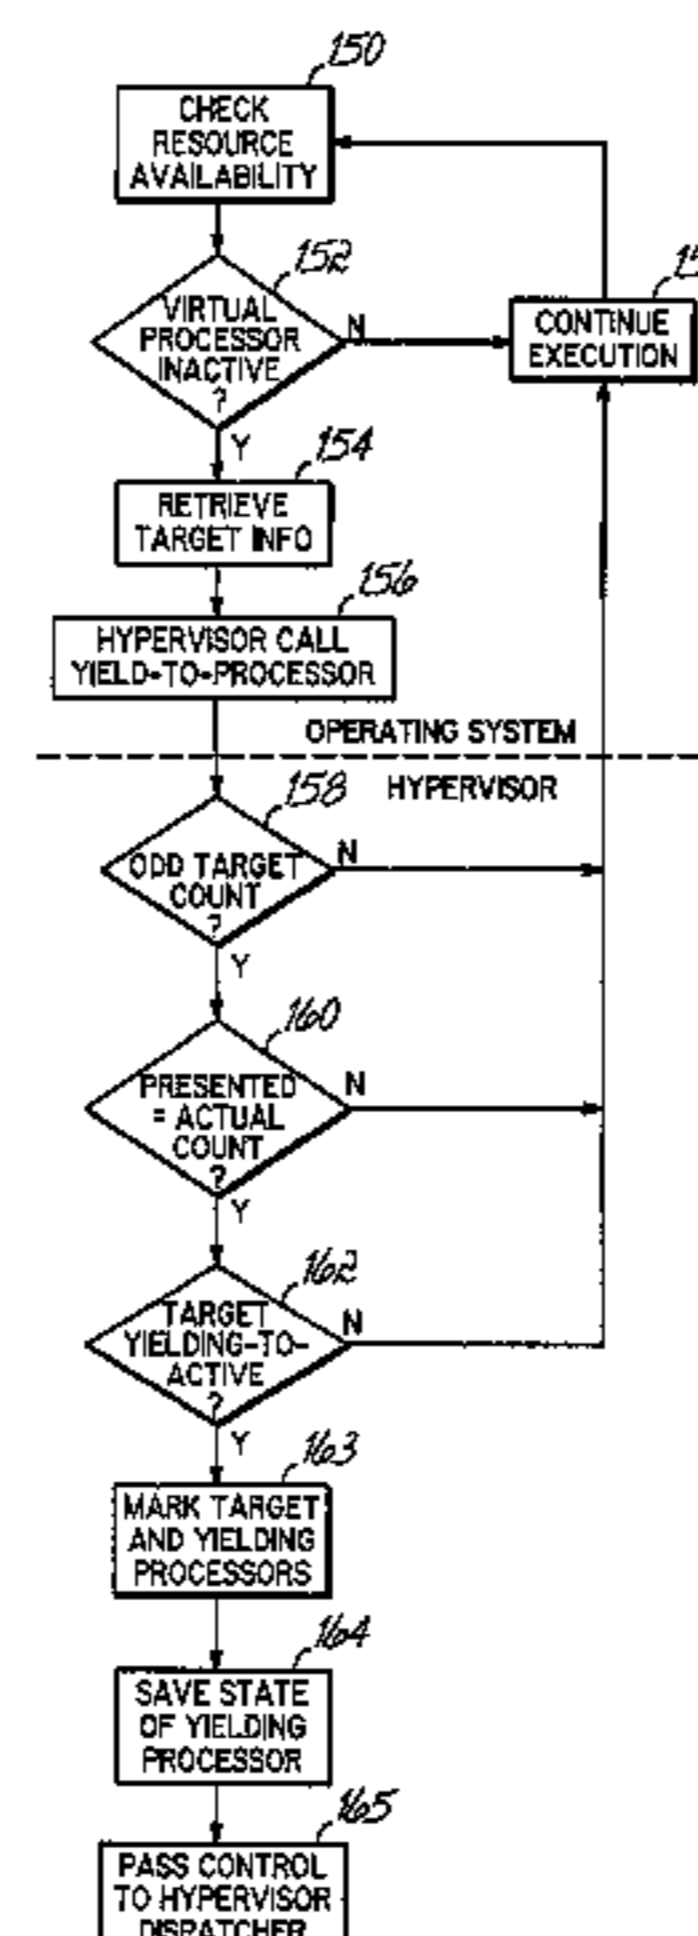 150
CHECK
RESOURCE
AVAILABILITY
152
VIRTUAL
PROCESSOR
INACTIVE
?
N
CONTINUE
EXECUTION
Y
154
RETRIEVE
TARGET INFO
156
HYPERVISOR CALL
YIELD-TO-PROCESSOR
OPERATING SYSTEM
HYPERVISOR
158
ODD TARGET
COUNT
?
N
Y
160
PRESENTED
= ACTUAL
COUNT
?
N
Y
162
TARGET
YIELDING-TO-
ACTIVE
?
N
Y
163
MARK TARGET
AND YIELDING
PROCESSORS
164
SAVE STATE
OF YIELDING
PROCESSOR
165
PASS CONTROL
TO HYPERVISOR
DISPATCHER